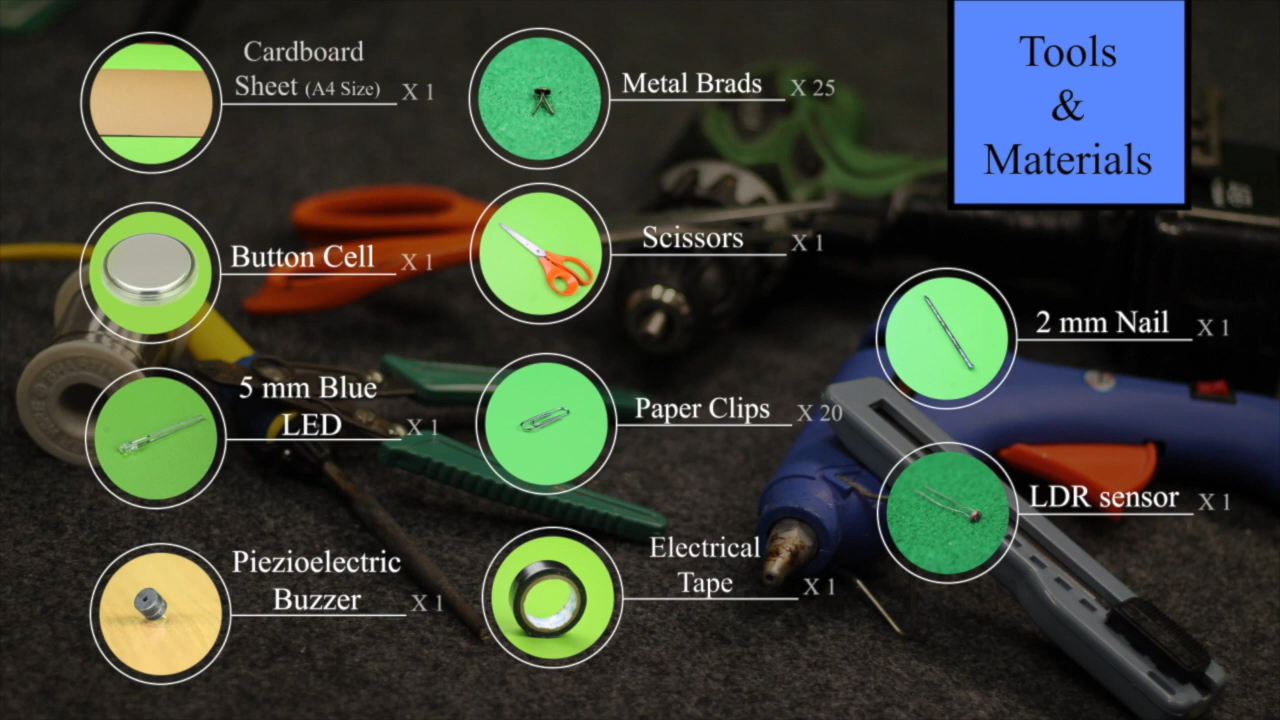 Tools
&
Materials
Cardboard
Sheet (A4 Size) X 1
Button Cell X 1
5 mm Blue
LED X 1
Piezioelectric
Buzzer X 1
Metal Brads X 25
Scissors X 1
Paper Clips X 20
Electrical
Tape X 1
2 mm Nail X 1
LDR sensor X 1